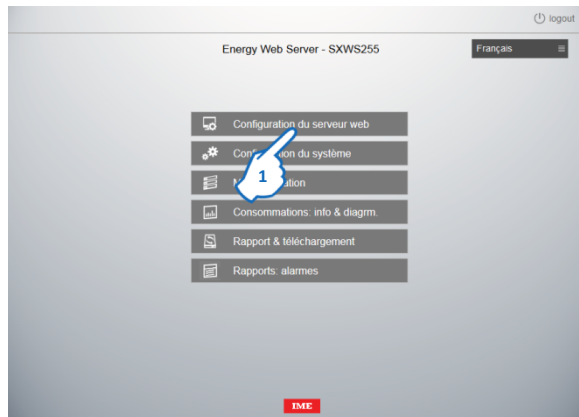 logout
Energy Web Server - SXWS255
Français
Configuration du serveur web
du système
1
Consommations: info & diagrm.
Rapport & téléchargement
Rapports: alarmes
IME